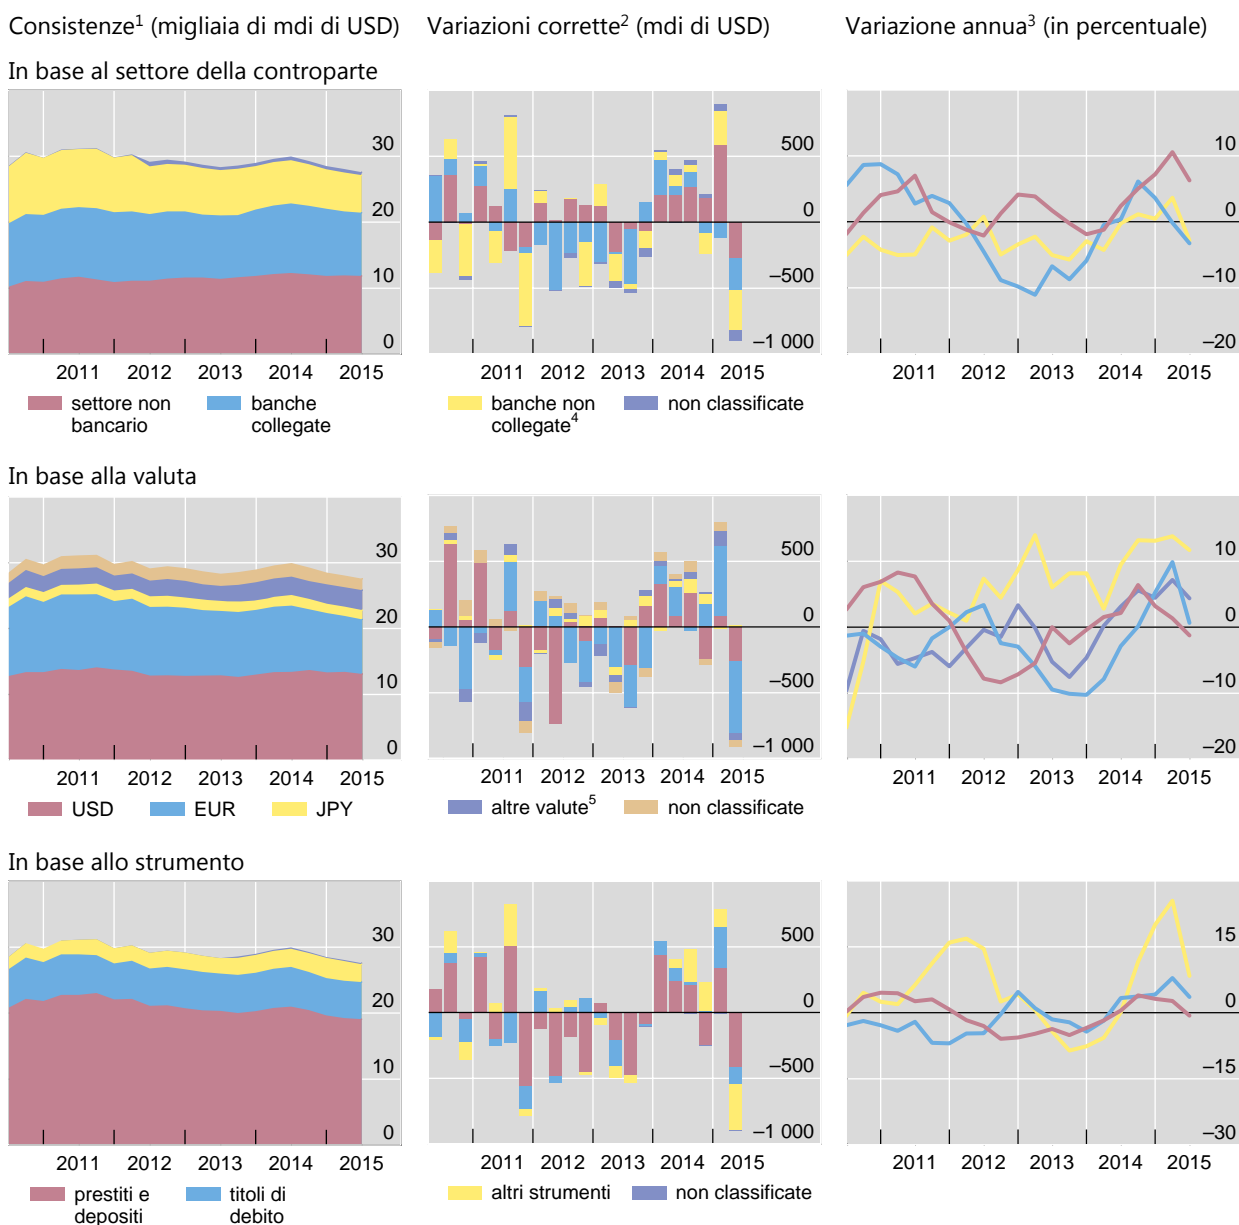 Consistenze1 (migliaia di mdi di USD)
Variazioni corrette2 (mdi di USD)
Variazione annua3 (in percentuale)
In base al settore della controparte
30
20
10
0
2011 2012 2013 2014 2015
500
0
–500
–1 000
2011 2012 2013 2014 2015
10
0
–10
–20
2011 2012 2013 2014 2015
settore non bancario
banche collegate
banche non collegate4
non classificate
In base alla valuta
30
20
10
0
2011 2012 2013 2014 2015
500
0
–500
–1 000
2011 2012 2013 2014 2015
10
0
–10
–20
2011 2012 2013 2014 2015
USD
EUR
JPY
altre valute5
non classificate
In base allo strumento
30
20
10
0
2011 2012 2013 2014 2015
500
0
–500
–1 000
2011 2012 2013 2014 2015
15
0
–15
–30
2011 2012 2013 2014 2015
prestiti e depositi
titoli di debito
altri strumenti
non classificate